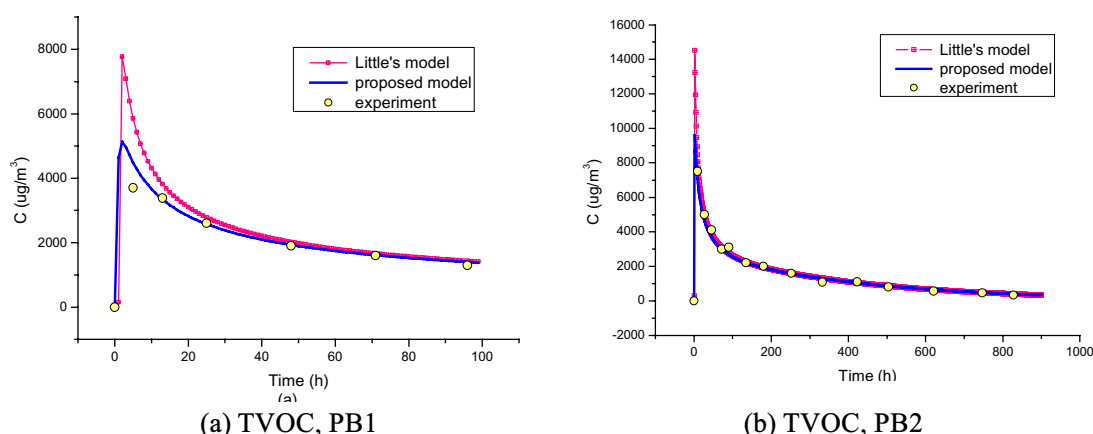 8000
6000
4000
2000
0
C (ug/m³)
0 20 40 60 80 100
Time (h)
(a)
Little's model
proposed model
experiment
(a) TVOC, PB1
16000
14000
12000
10000
8000
6000
4000
2000
0
-2000
C (ug/m³)
0 200 400 600 800 1000
Time (h)
Little's model
proposed model
experiment
(b) TVOC, PB2